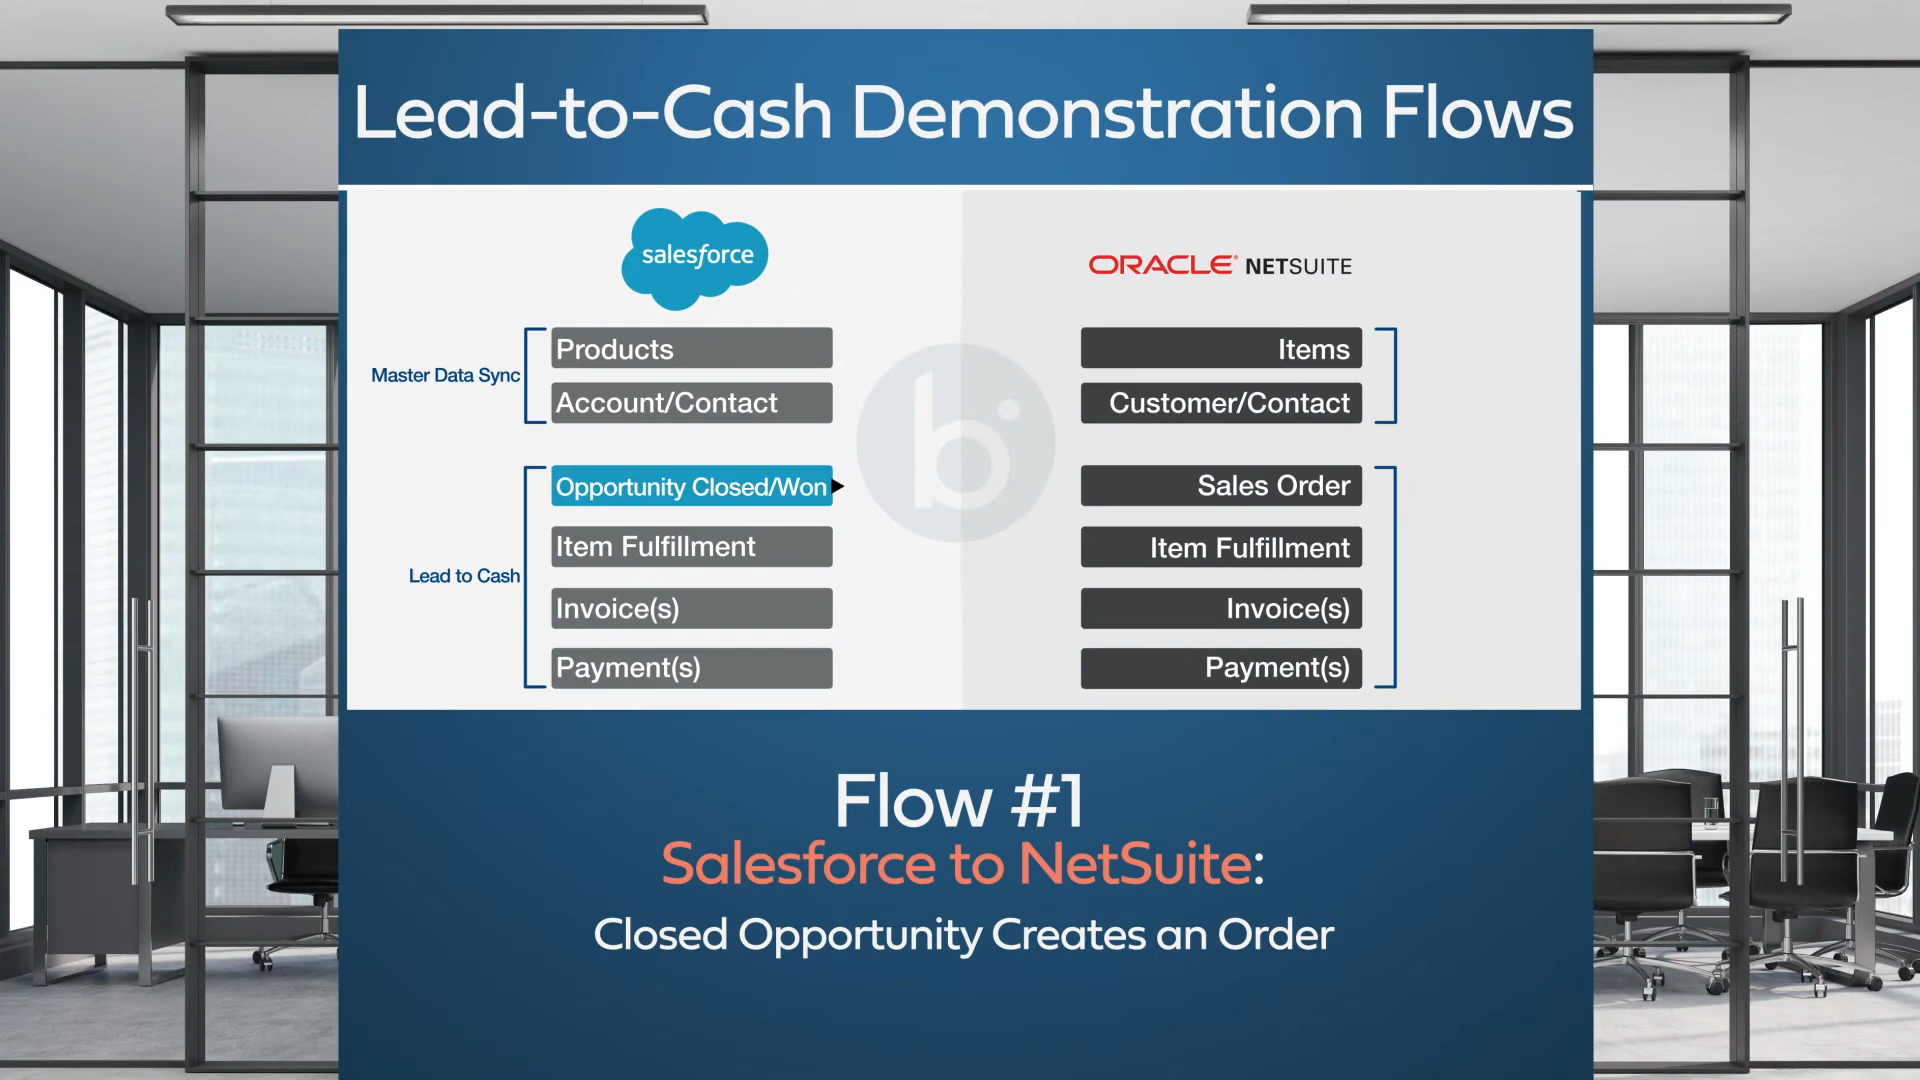 Lead-to-Cash Demonstration Flows
salesforce
ORACLE® NETSUITE
Master Data Sync
Products
Account/Contact
Items
Customer/Contact
b
Lead to Cash
Opportunity Closed/Won
Item Fulfillment
Invoice(s)
Payment(s)
Sales Order
Item Fulfillment
Invoice(s)
Payment(s)
Flow #1
Salesforce to NetSuite:
Closed Opportunity Creates an Order